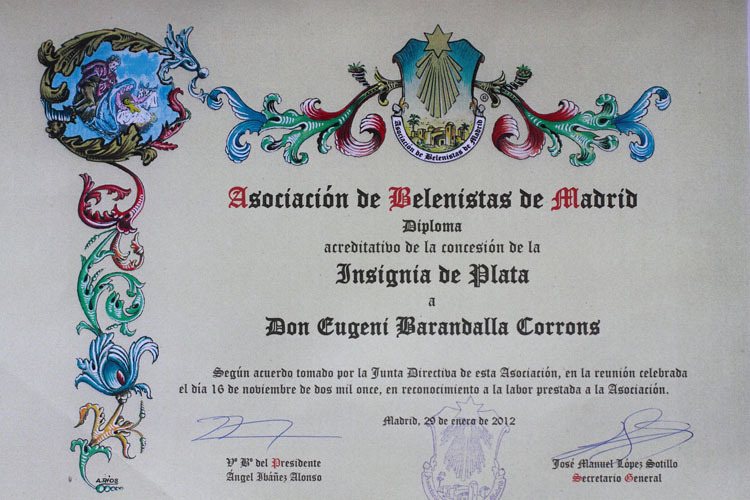 Asociación de Belenistas de Madrid
®
Asociación de Belenistas de Madrid
Diploma
acreditativo de la concesión de la
Insignia de Plata
a
Don Eugeni Barandalla Corrons
Según acuerdo tomado por la Junta Directiva de esta Asociación, en la reunión celebrada
el día 16 de noviembre de dos mil once, en reconocimiento a la labor prestada a la Asociación.
Madrid, 29 de enero de 2012
Vº Bº del Presidente
Ángel Ibáñez Alonso
José Manuel López Sotillo
Secretario General